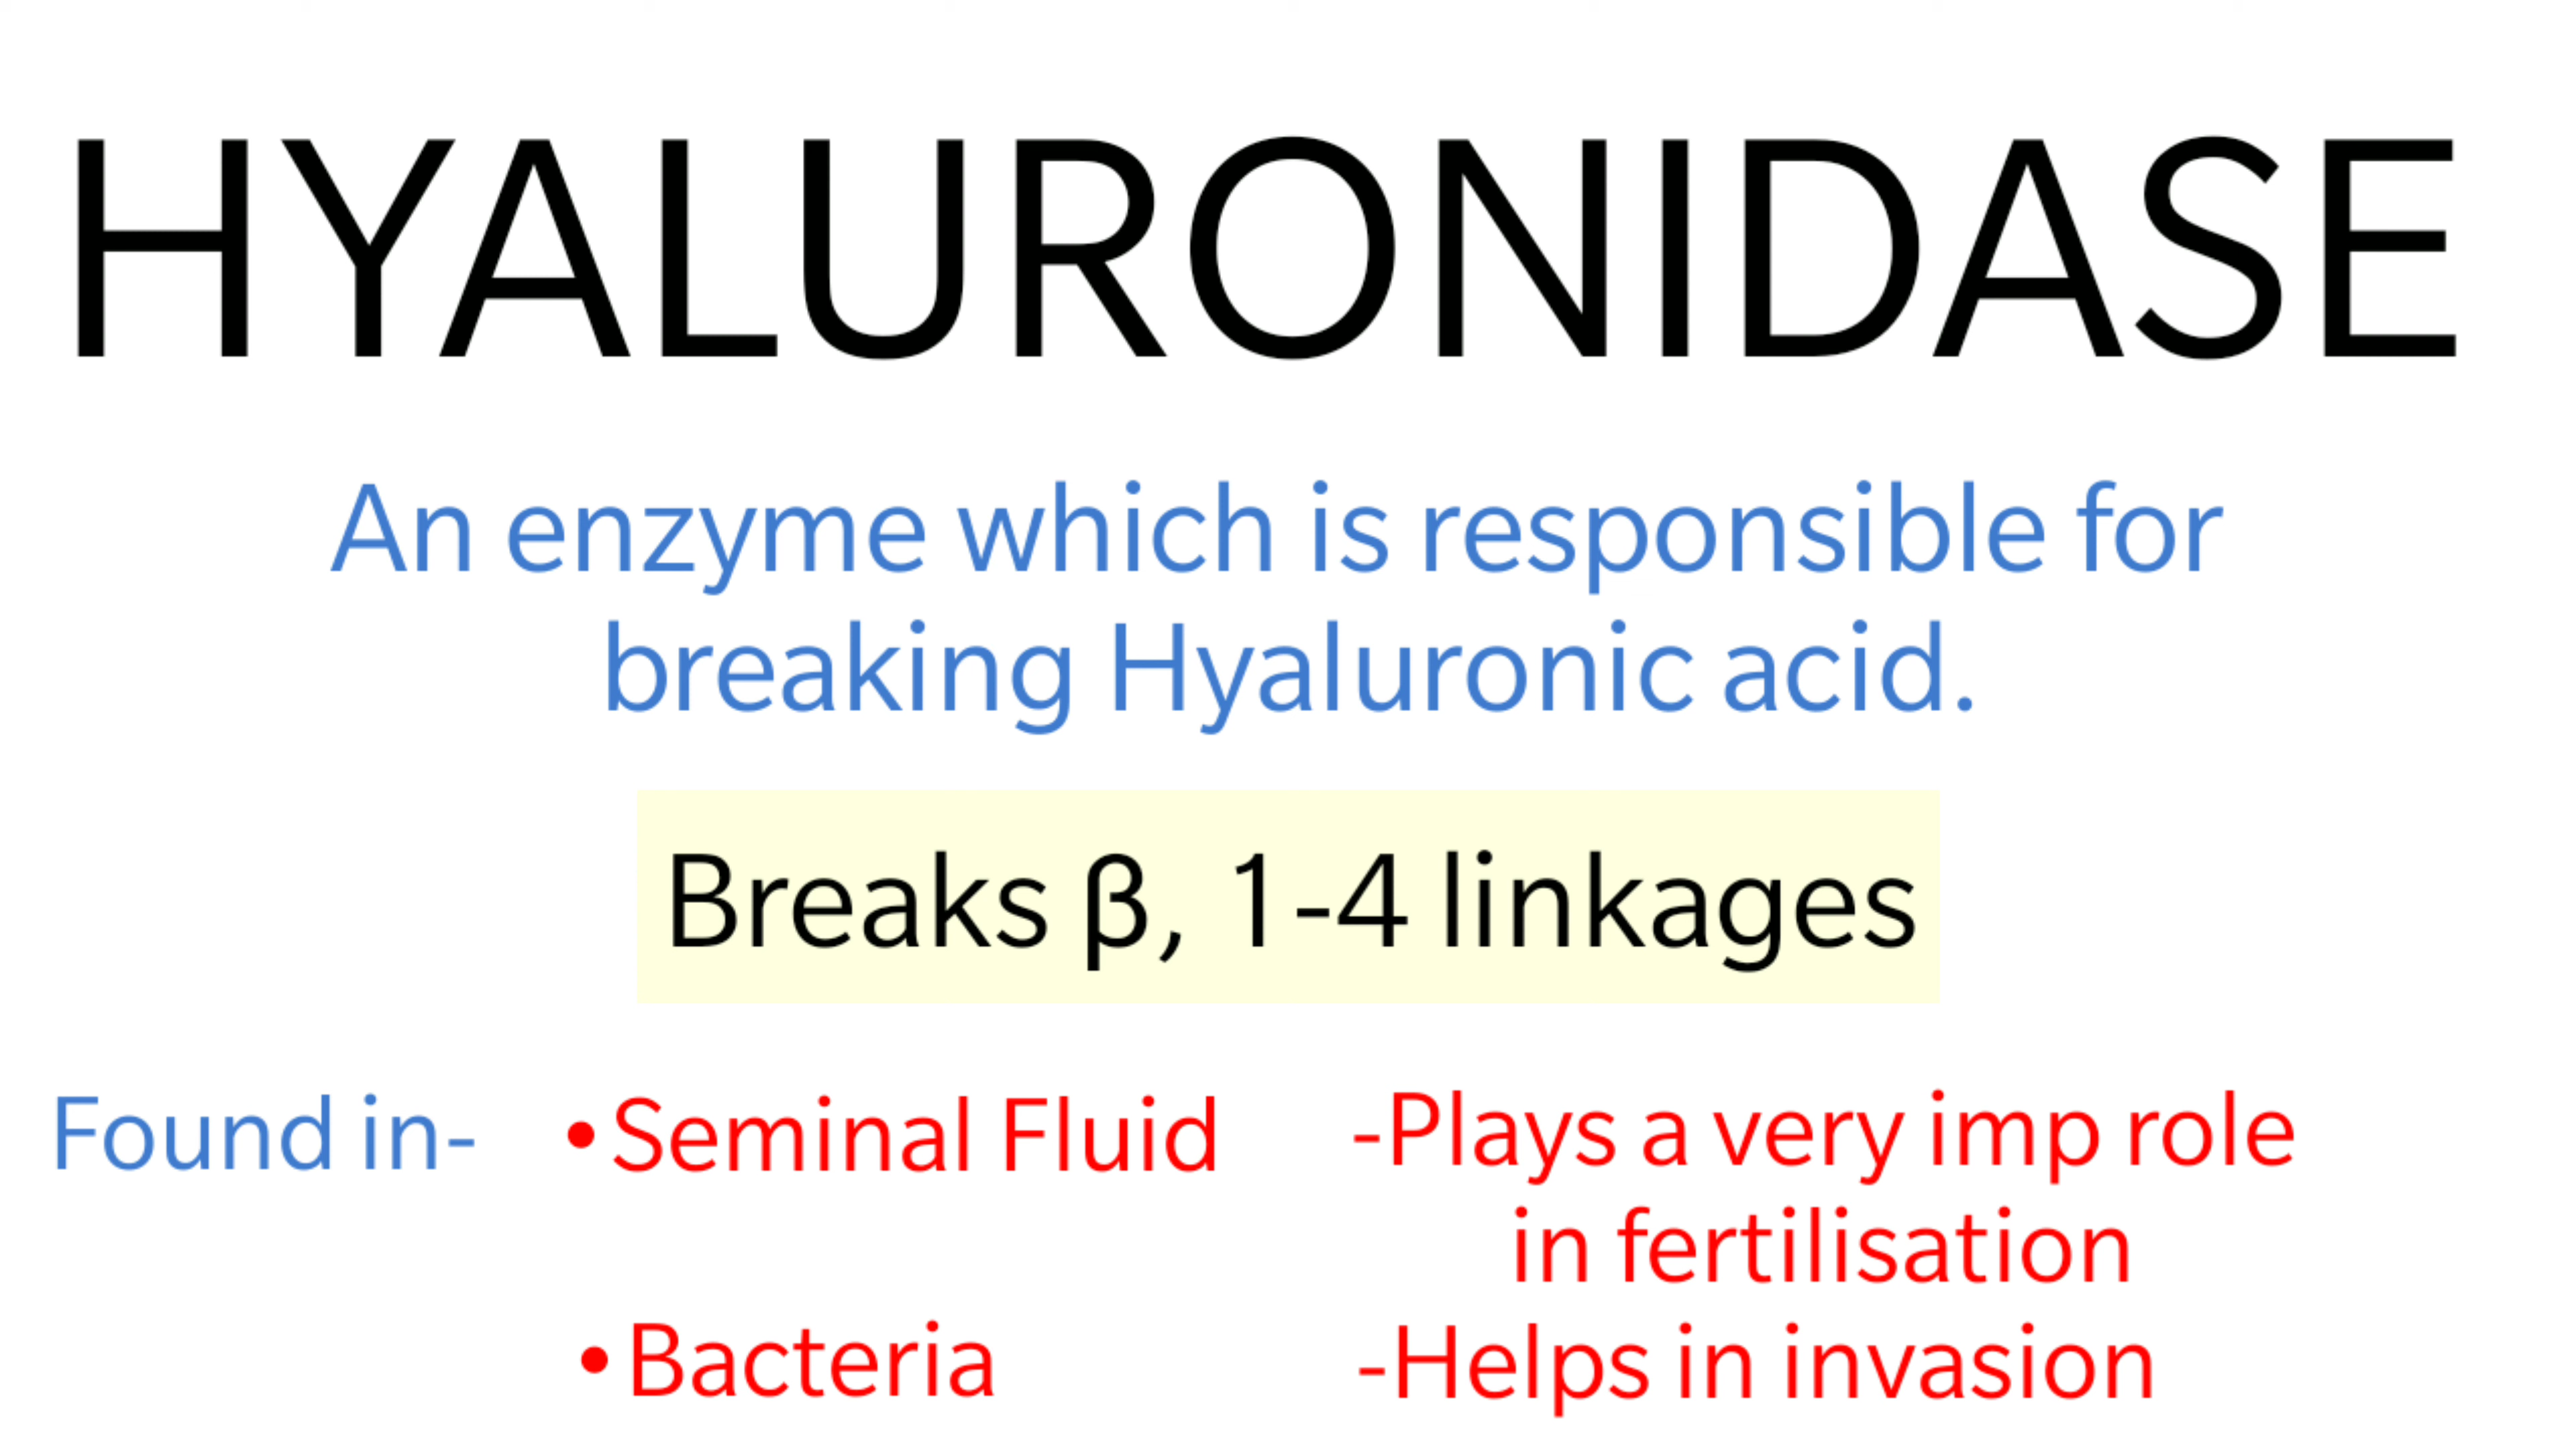 HYALURONIDASE
An enzyme which is responsible for
breaking Hyaluronic acid.
Breaks β, 1-4 linkages
Found in- •Seminal Fluid -Plays a very imp role
in fertilisation
•Bacteria -Helps in invasion